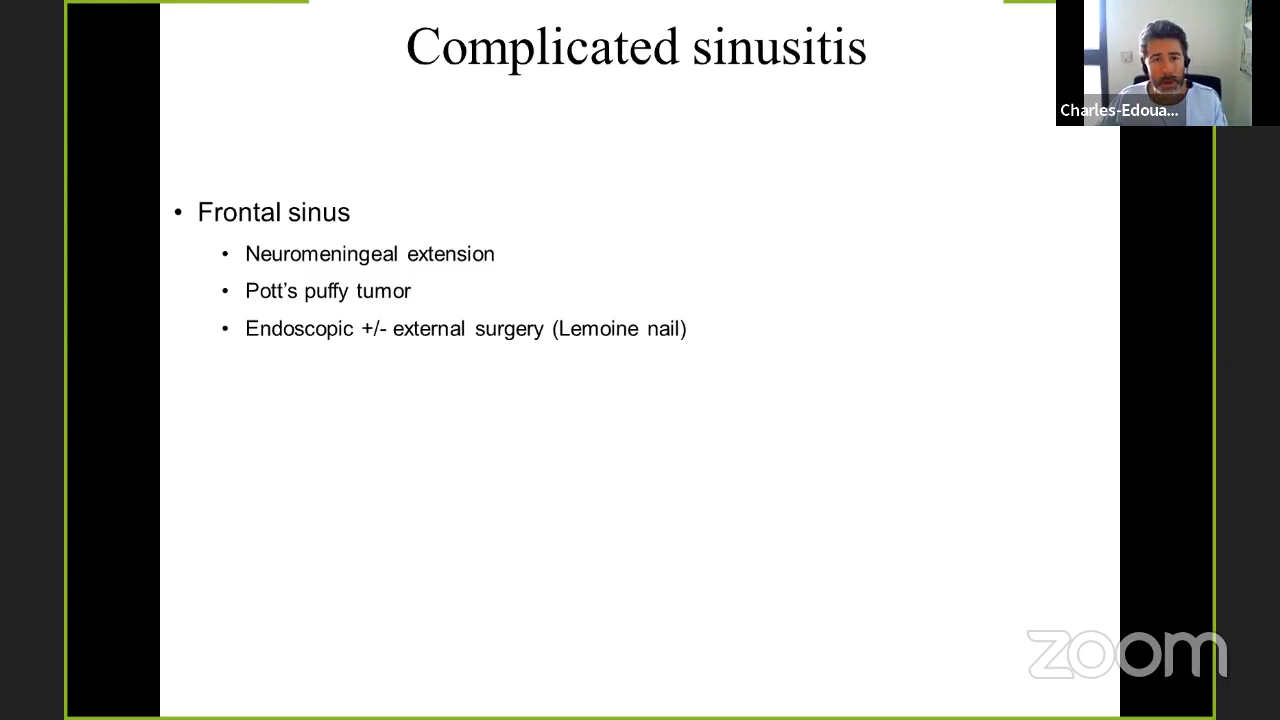 Complicated sinusitis
Charles-Edoua...
• Frontal sinus
• Neuromeningeal extension
• Pott’s puffy tumor
• Endoscopic +/- external surgery (Lemoine nail)
zoom